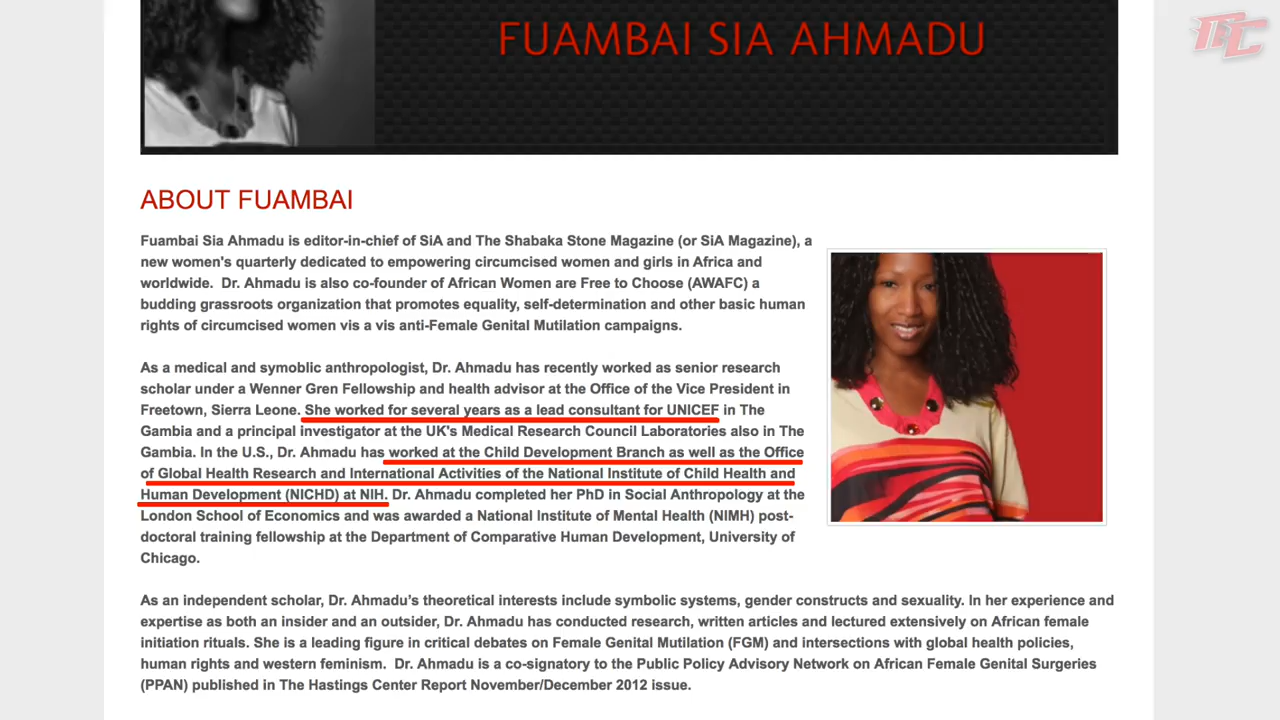 FUAMBAI SIA AHMADU
ABOUT FUAMBAI
Fuambai Sia Ahmadu is editor-in-chief of SiA and The Shabaka Stone Magazine (or SiA Magazine), a
new women's quarterly dedicated to empowering circumcised women and girls in Africa and
worldwide. Dr. Ahmadu is also co-founder of African Women are Free to Choose (AWAFC) a
budding grassroots organization that promotes equality, self-determination and other basic human
rights of circumcised women vis a vis anti-Female Genital Mutilation campaigns.
As a medical and symoblic anthropologist, Dr. Ahmadu has recently worked as senior research
scholar under a Wenner Gren Fellowship and health advisor at the Office of the Vice President in
Freetown, Sierra Leone. She worked for several years as a lead consultant for UNICEF in The
Gambia and a principal investigator at the UK's Medical Research Council Laboratories also in The
Gambia. In the U.S., Dr. Ahmadu has worked at the Child Development Branch as well as the Office
of Global Health Research and International Activities of the National Institute of Child Health and
Human Development (NICHD) at NIH. Dr. Ahmadu completed her PhD in Social Anthropology at the
London School of Economics and was awarded a National Institute of Mental Health (NIMH) post-
doctoral training fellowship at the Department of Comparative Human Development, University of
Chicago.
As an independent scholar, Dr. Ahmadu's theoretical interests include symbolic systems, gender constructs and sexuality. In her experience and
expertise as both an insider and an outsider, Dr. Ahmadu has conducted research, written articles and lectured extensively on African female
initiation rituals. She is a leading figure in critical debates on Female Genital Mutilation (FGM) and intersections with global health policies,
human rights and western feminism. Dr. Ahmadu is a co-signatory to the Public Policy Advisory Network on African Female Genital Surgeries
(PPAN) published in The Hastings Center Report November/December 2012 issue.